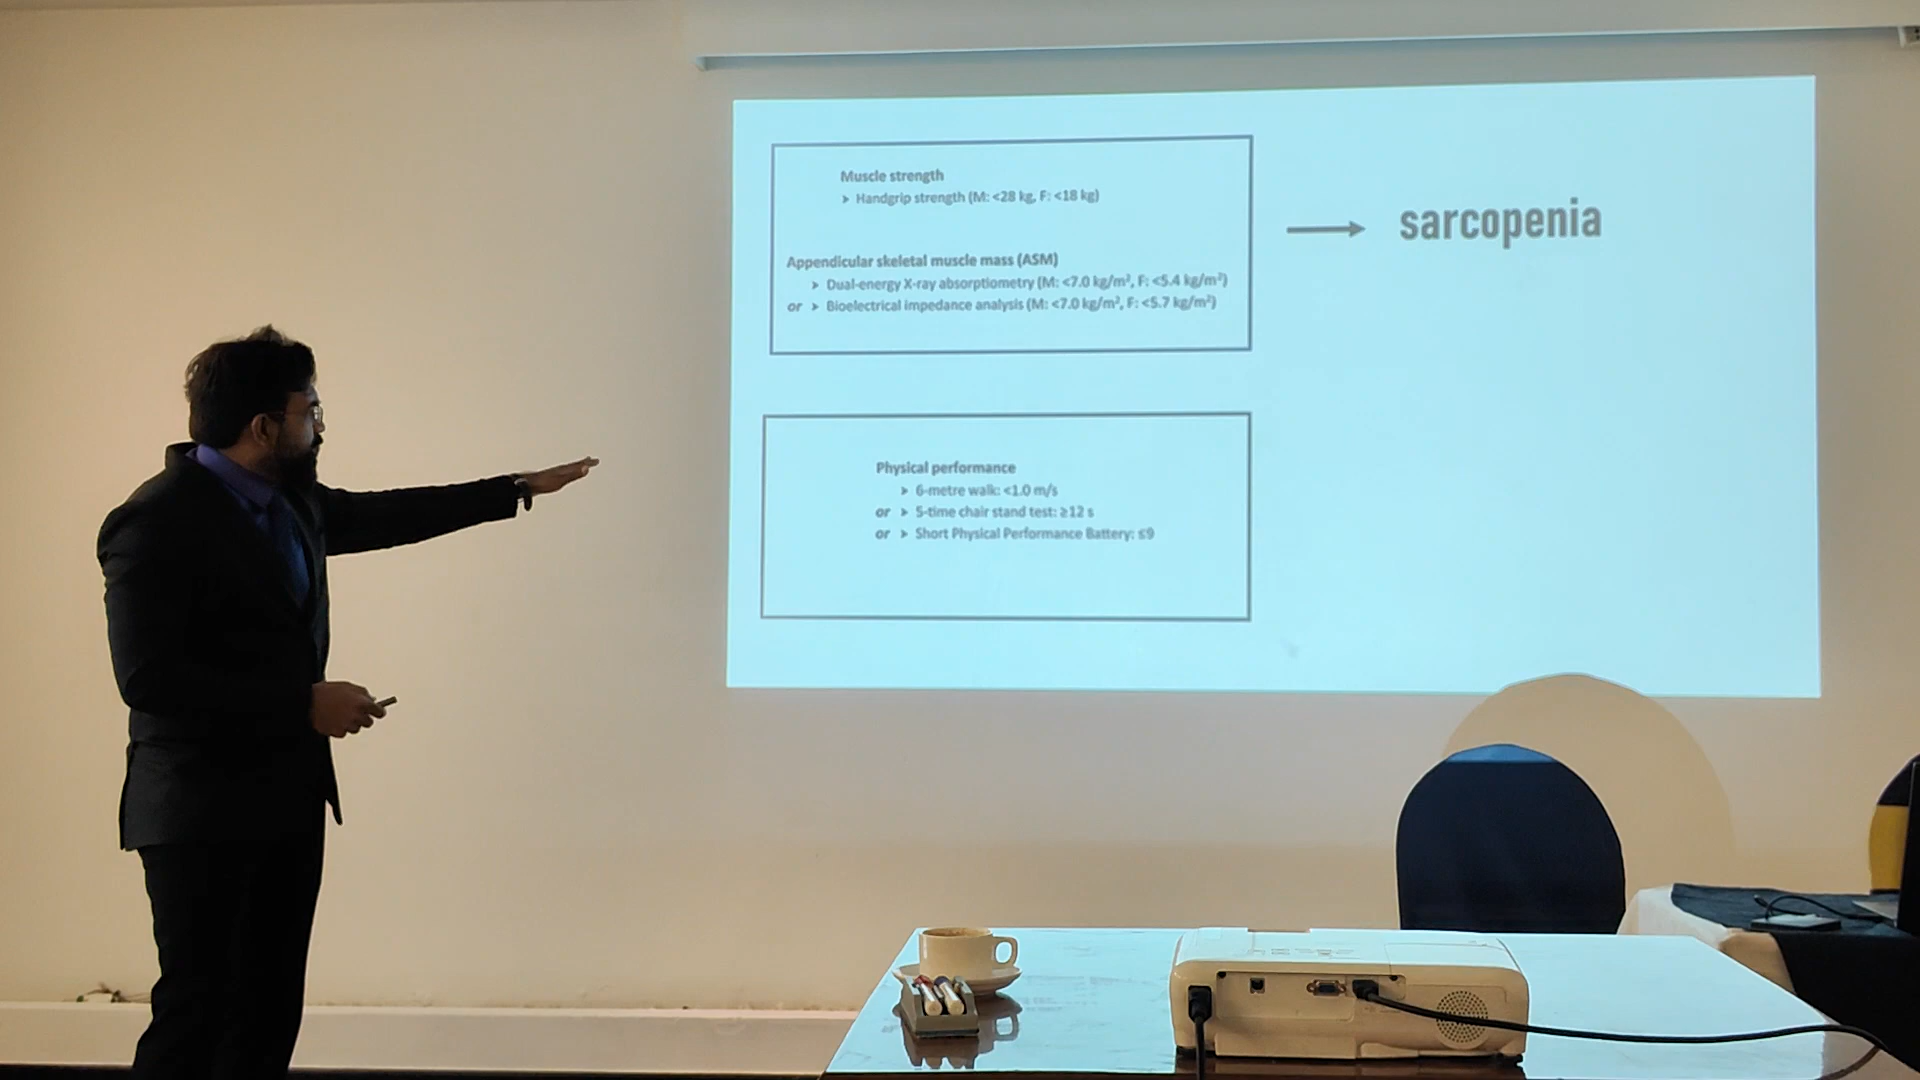 Muscle strength
➤ Handgrip strength (M: <28 kg, F: <18 kg)
Appendicular skeletal muscle mass (ASM)
➤ Dual-energy X-ray absorptiometry (M: <7.0 kg/m², F: <5.4 kg/m²)
or ➤ Bioelectrical impedance analysis (M: <7.0 kg/m², F: <5.7 kg/m²)
sarcopenia
Physical performance
➤ 6-metre walk: <1.0 m/s
or ➤ 5-time chair stand test: ≥12 s
or ➤ Short Physical Performance Battery: ≤9